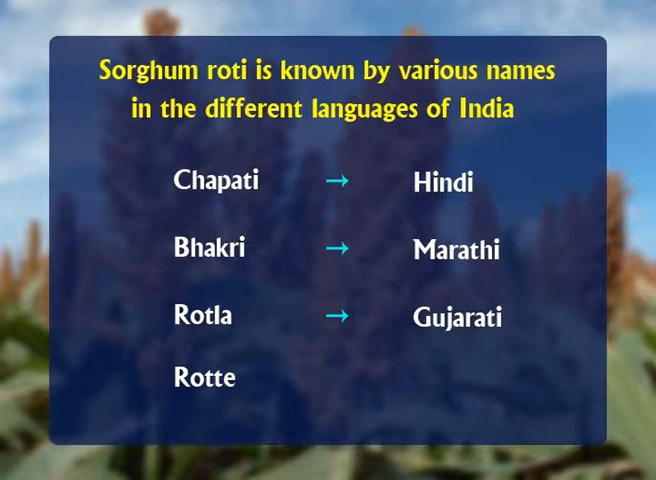 Sorghum roti is known by various names
in the different languages of India
Chapati → Hindi
Bhakri → Marathi
Rotla → Gujarati
Rotte